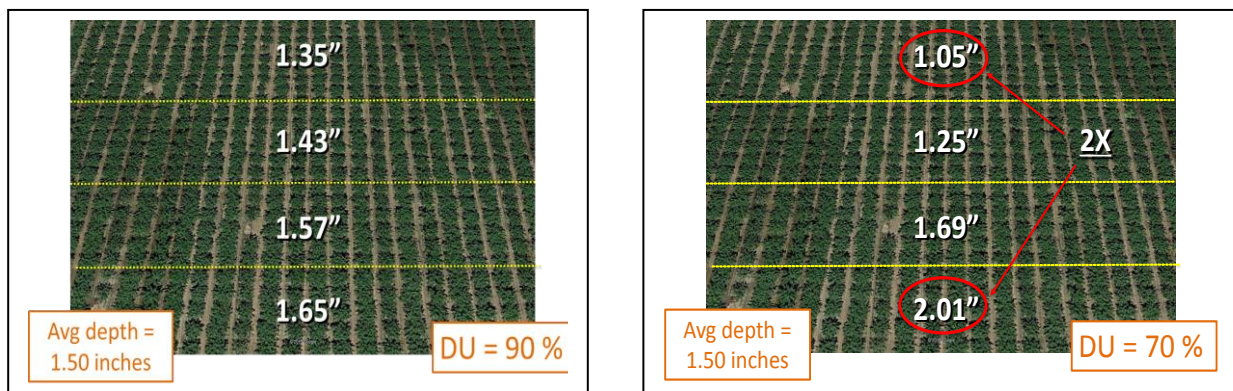 1.35”
1.43”
1.57”
1.65”
Avg depth =
1.50 inches
DU = 90 %
1.05”
1.25”
2X
1.69”
2.01”
Avg depth =
1.50 inches
DU = 70 %